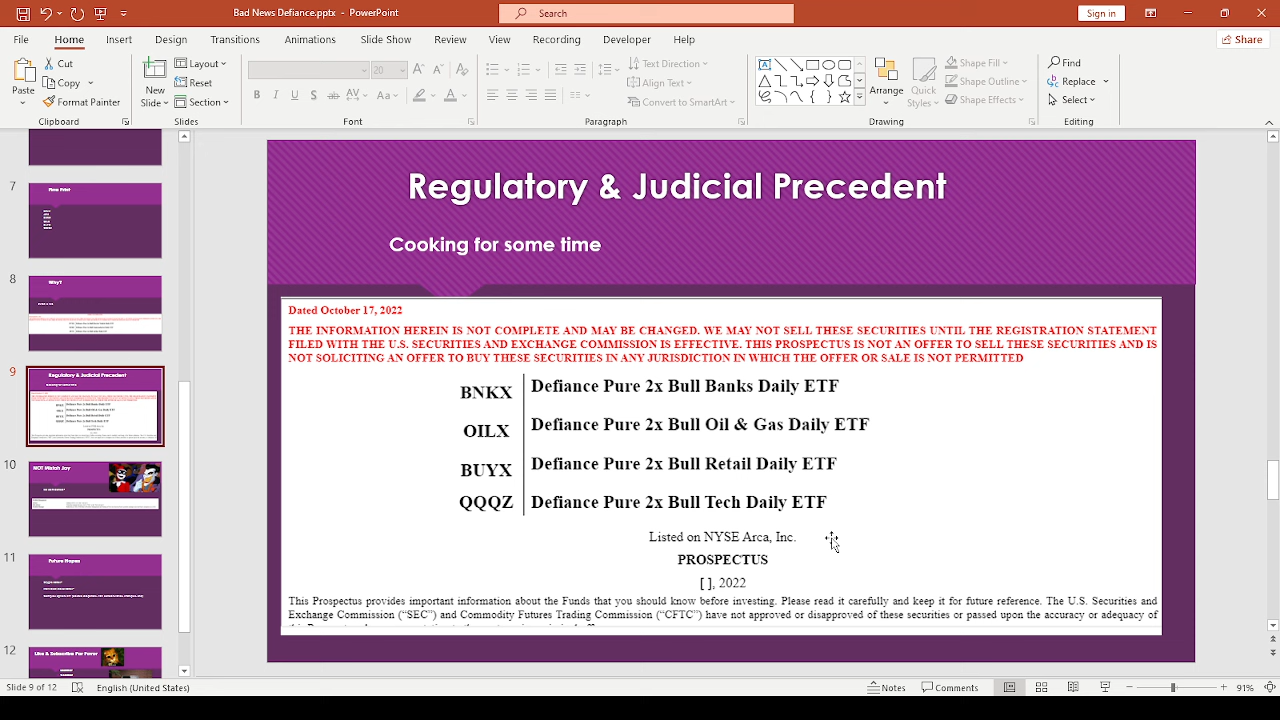 Bad News Defiance.pptx - PowerPoint
Search
Sign in
File Home Insert Design Transitions Animations Slide Show Review View Recording Developer Help
Share
Paste
Cut
Copy
Format Painter
Clipboard
New Slide
Layout
Reset
Section
Slides
20
Font
Text Direction
Align Text
Convert to SmartArt
Paragraph
Arrange
Quick Styles
Shape Fill
Shape Outline
Shape Effects
Drawing
Find
Replace
Select
Editing
7
8
Why?
9
Regulatory & Judicial Precedent
10
11
Future Hopes
12
Like & Subscribe For Favor
Regulatory & Judicial Precedent
Cooking for some time
Dated October 17, 2022
THE INFORMATION HEREIN IS NOT COMPLETE AND MAY BE CHANGED. WE MAY NOT SELL THESE SECURITIES UNTIL THE REGISTRATION STATEMENT
FILED WITH THE U.S. SECURITIES AND EXCHANGE COMMISSION IS EFFECTIVE. THIS PROSPECTUS IS NOT AN OFFER TO SELL THESE SECURITIES AND IS
NOT SOLICITING AN OFFER TO BUY THESE SECURITIES IN ANY JURISDICTION IN WHICH THE OFFER OR SALE IS NOT PERMITTED
BNKX Defiance Pure 2x Bull Banks Daily ETF
OILX Defiance Pure 2x Bull Oil & Gas Daily ETF
BUYX Defiance Pure 2x Bull Retail Daily ETF
QQQZ Defiance Pure 2x Bull Tech Daily ETF
Listed on NYSE Arca, Inc.
PROSPECTUS
[ ], 2022
This Prospectus provides important information about the Funds that you should know before investing. Please read it carefully and keep it for future reference. The U.S. Securities and
Exchange Commission (“SEC”) and Commodity Futures Trading Commission (“CFTC”) have not approved or disapproved of these securities or passed upon the accuracy or adequacy of
Slide 9 of 12 English (United States) Notes Comments 91%